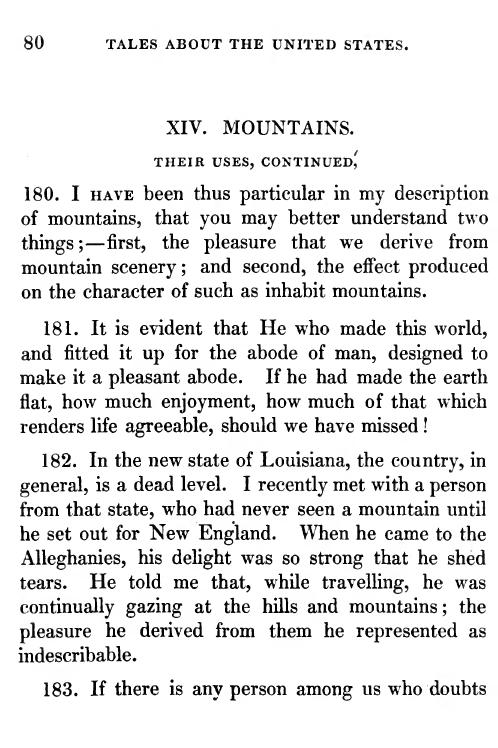 80 TALES ABOUT THE UNITED STATES.
XIV. MOUNTAINS.
THEIR USES, CONTINUED,
180. I HAVE been thus particular in my description
of mountains, that you may better understand two
things;—first, the pleasure that we derive from
mountain scenery; and second, the effect produced
on the character of such as inhabit mountains.
181. It is evident that He who made this world,
and fitted it up for the abode of man, designed to
make it a pleasant abode. If he had made the earth
flat, how much enjoyment, how much of that which
renders life agreeable, should we have missed!
182. In the new state of Louisiana, the country, in
general, is a dead level. I recently met with a person
from that state, who had never seen a mountain until
he set out for New England. When he came to the
Alleghanies, his delight was so strong that he shed
tears. He told me that, while travelling, he was
continually gazing at the hills and mountains; the
pleasure he derived from them he represented as
indescribable.
183. If there is any person among us who doubts